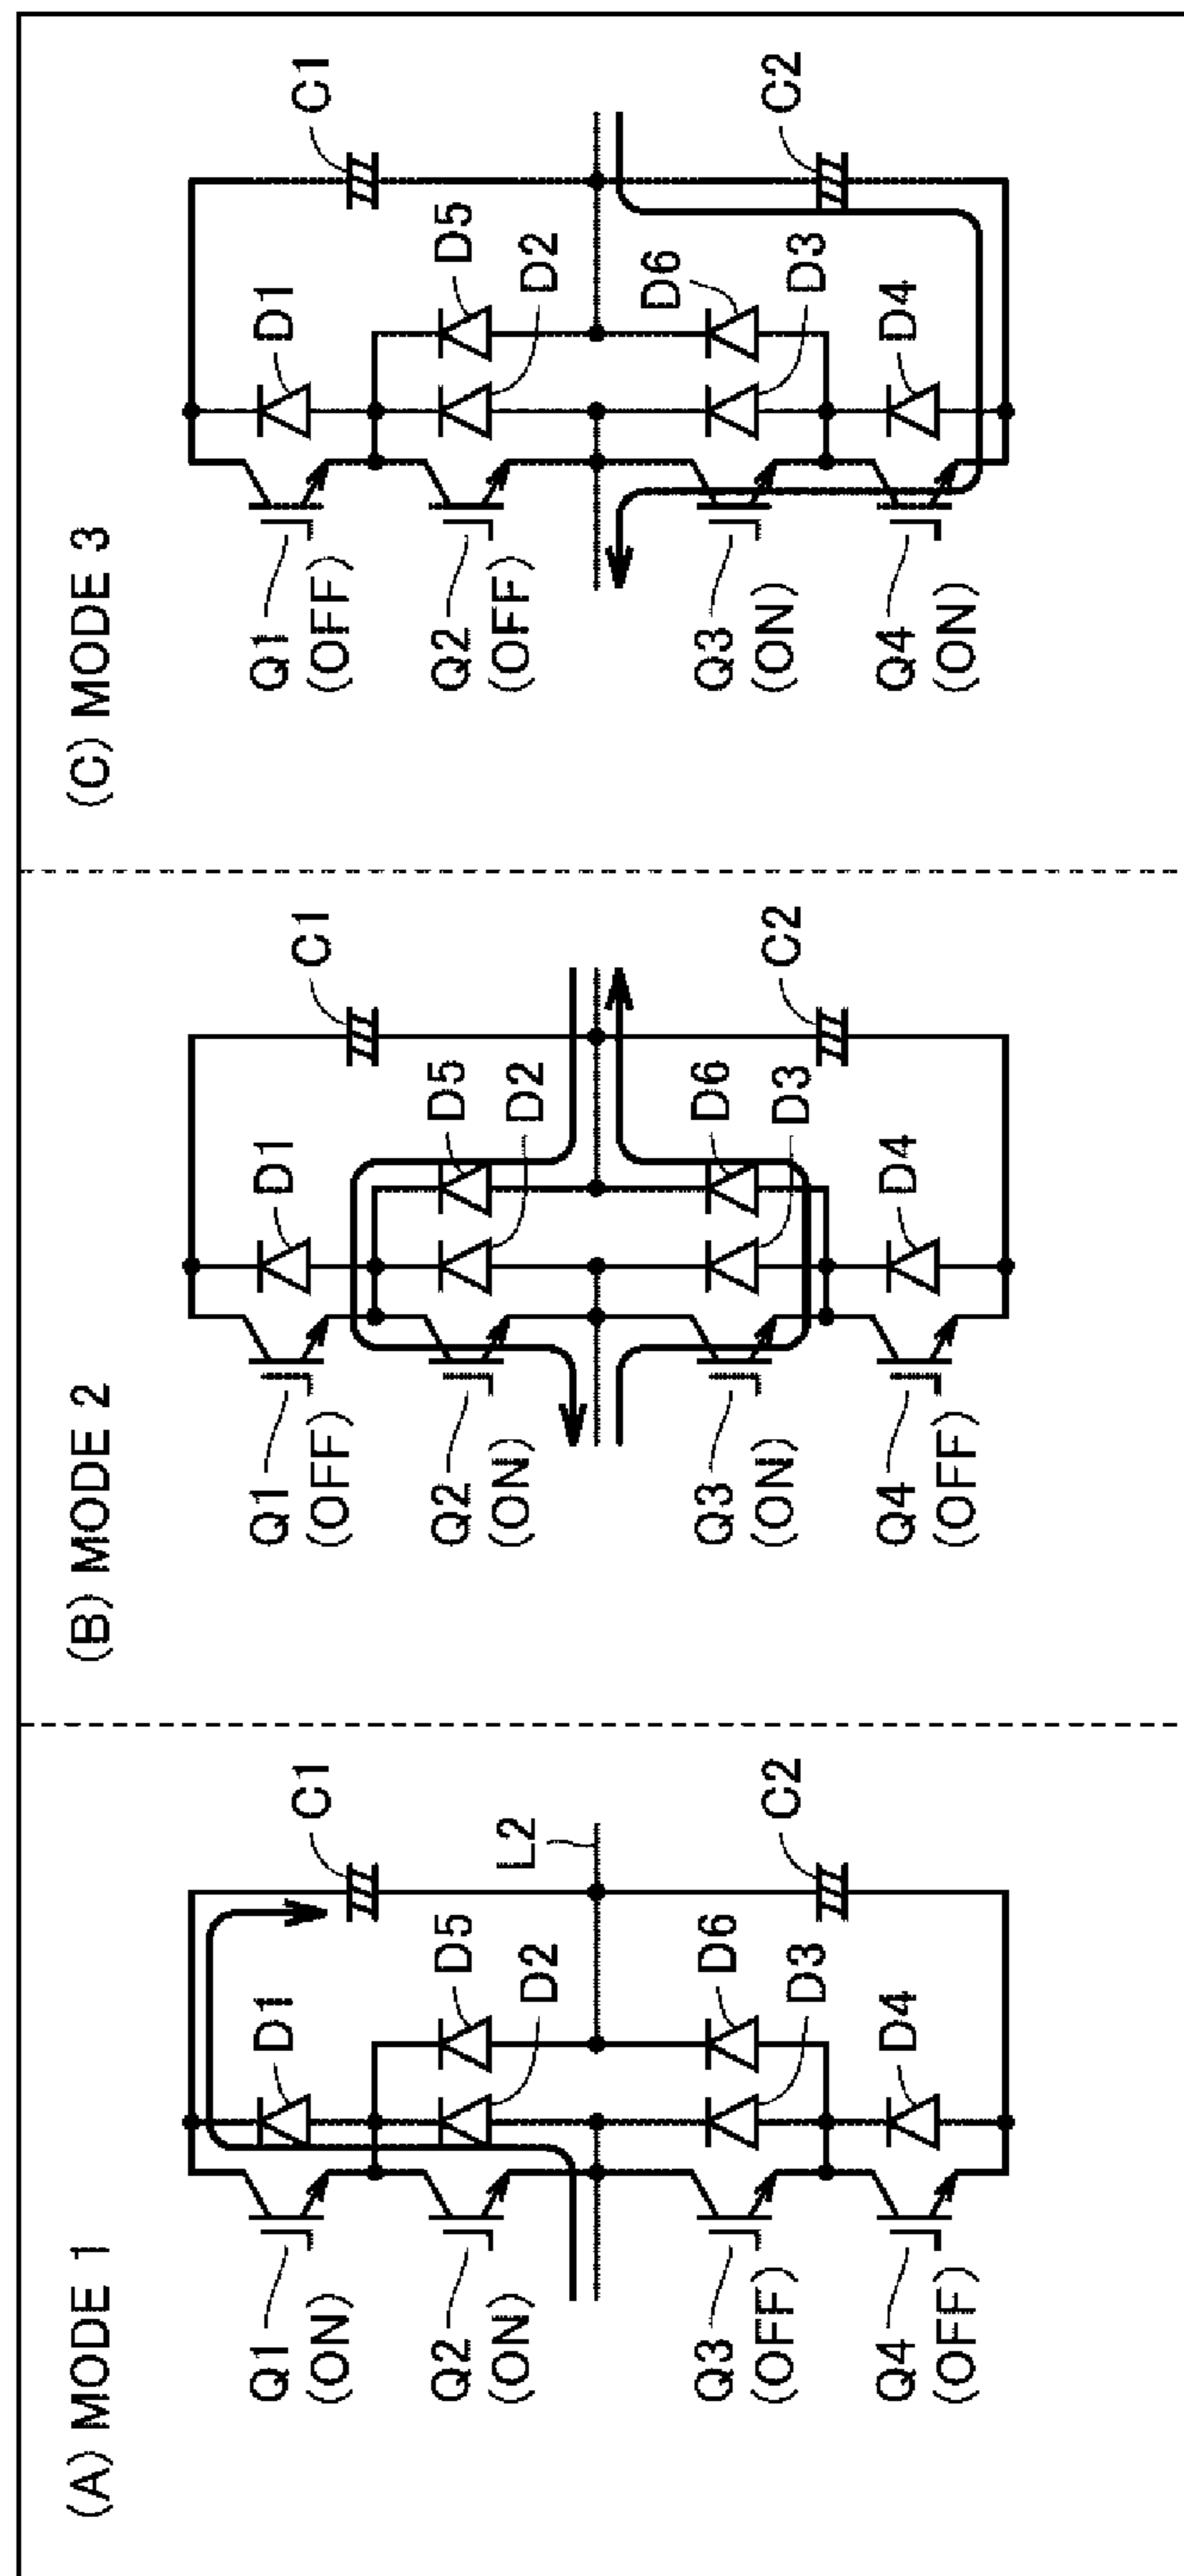 (A) MODE 1
Q1
(ON)
D1
C1
Q2
(ON)
D5
D2
L2
Q3
(OFF)
D6
D3
C2
Q4
(OFF)
D4
(B) MODE 2
Q1
(OFF)
D1
C1
Q2
(ON)
D5
D2
Q3
(ON)
D6
D3
C2
Q4
(OFF)
D4
(C) MODE 3
Q1
(OFF)
D1
C1
Q2
(OFF)
D5
D2
Q3
(ON)
D6
D3
C2
Q4
(ON)
D4